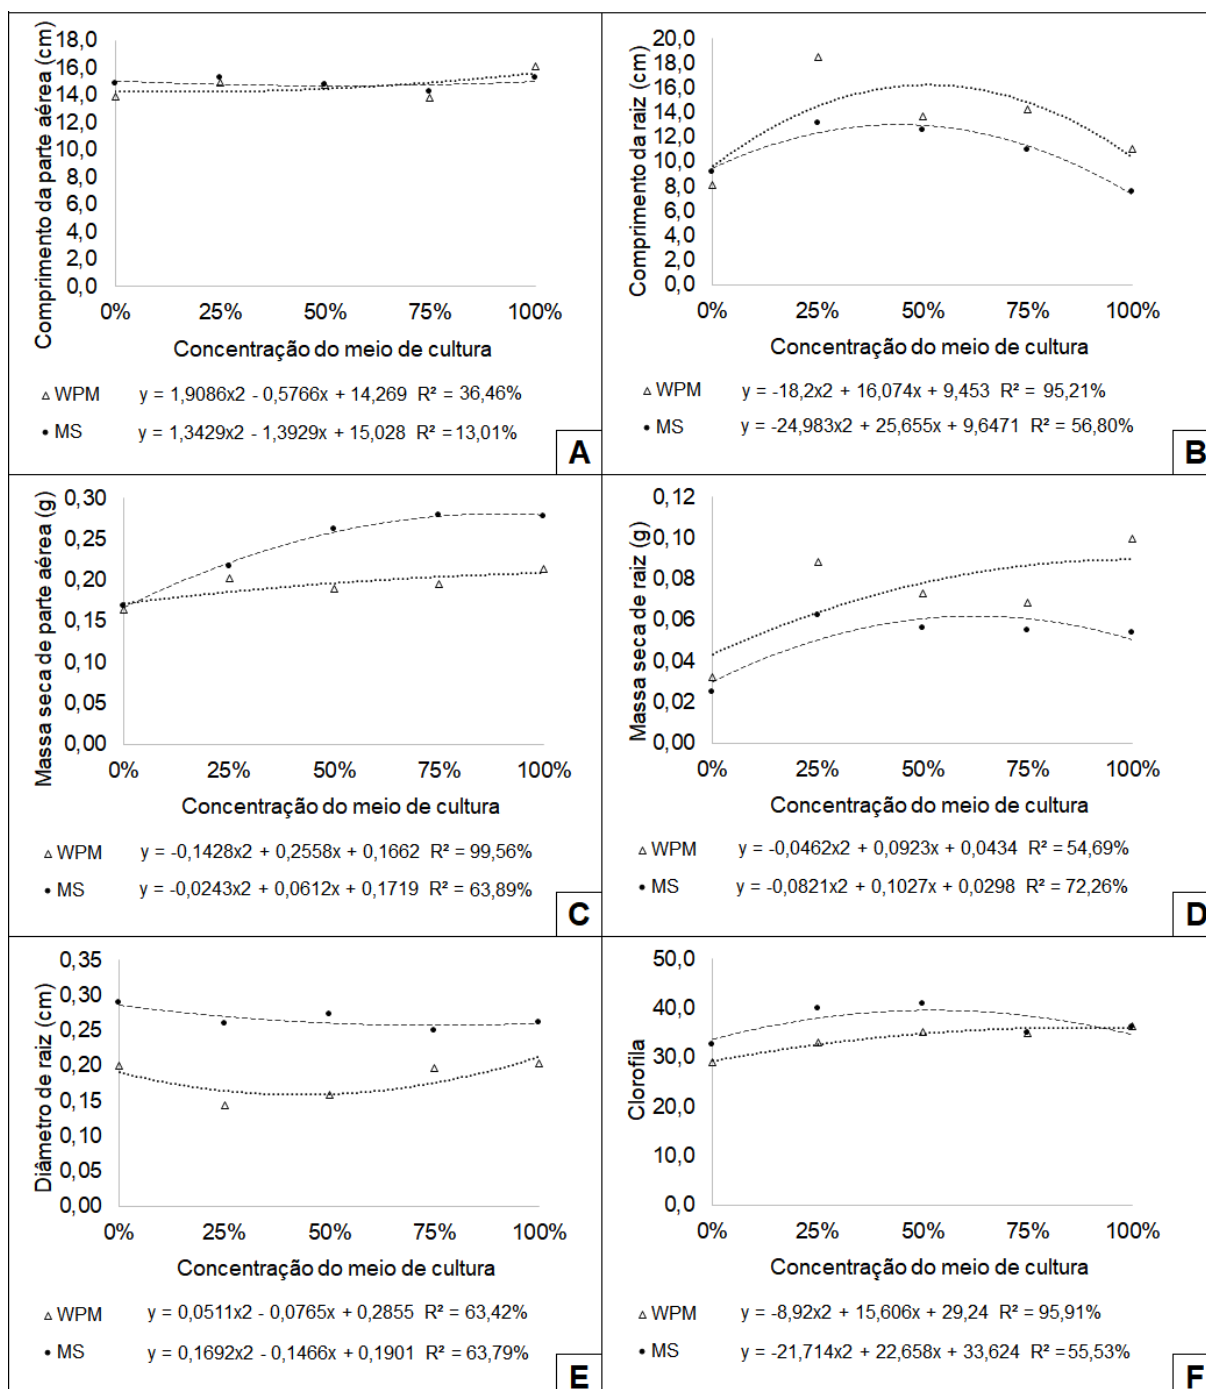 Comprimento da parte aérea (cm)
18,0
16,0
14,0
12,0
10,0
8,0
6,0
4,0
2,0
0,0
0% 25% 50% 75% 100%
Concentração do meio de cultura
WPM y = 1,9086x2 - 0,5766x + 14,269 R² = 36,46%
MS y = 1,3429x2 - 1,3929x + 15,028 R² = 13,01%
A
Comprimento da raiz (cm)
20,0
18,0
16,0
14,0
12,0
10,0
8,0
6,0
4,0
2,0
0,0
0% 25% 50% 75% 100%
Concentração do meio de cultura
WPM y = -18,2x2 + 16,074x + 9,453 R² = 95,21%
MS y = -24,983x2 + 25,655x + 9,6471 R² = 56,80%
B
Massa seca de parte aérea (g)
0,30
0,25
0,20
0,15
0,10
0,05
0,00
0% 25% 50% 75% 100%
Concentração do meio de cultura
WPM y = -0,1428x2 + 0,2558x + 0,1662 R² = 99,56%
MS y = -0,0243x2 + 0,0612x + 0,1719 R² = 63,89%
C
Massa seca de raiz (g)
0,12
0,10
0,08
0,06
0,04
0,02
0,00
0% 25% 50% 75% 100%
Concentração do meio de cultura
WPM y = -0,0462x2 + 0,0923x + 0,0434 R² = 54,69%
MS y = -0,0821x2 + 0,1027x + 0,0298 R² = 72,26%
D
Diâmetro de raiz (cm)
0,35
0,30
0,25
0,20
0,15
0,10
0,05
0,00
0% 25% 50% 75% 100%
Concentração do meio de cultura
WPM y = 0,0511x2 - 0,0765x + 0,2855 R² = 63,42%
MS y = 0,1692x2 - 0,1466x + 0,1901 R² = 63,79%
E
Clorofila
50,0
40,0
30,0
20,0
10,0
0,0
0% 25% 50% 75% 100%
Concentração do meio de cultura
WPM y = -8,92x2 + 15,606x + 29,24 R² = 95,91%
MS y = -21,714x2 + 22,658x + 33,624 R² = 55,53%
F